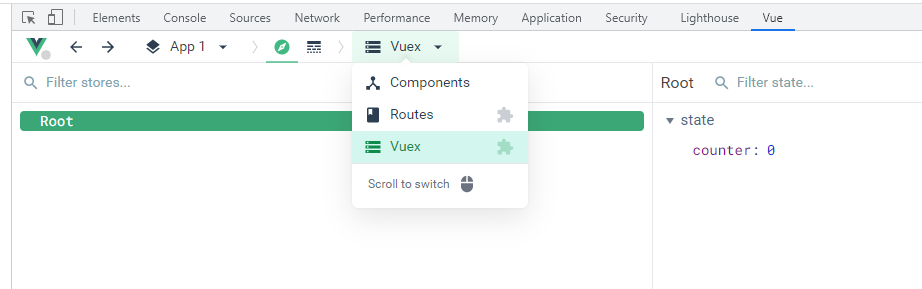 Elements Console Sources Network Performance Memory Application Security Lighthouse Vue
App 1 Vuex
Filter stores...
Components
Routes
Vuex
Scroll to switch
Root
Root Filter state...
state
counter: 0